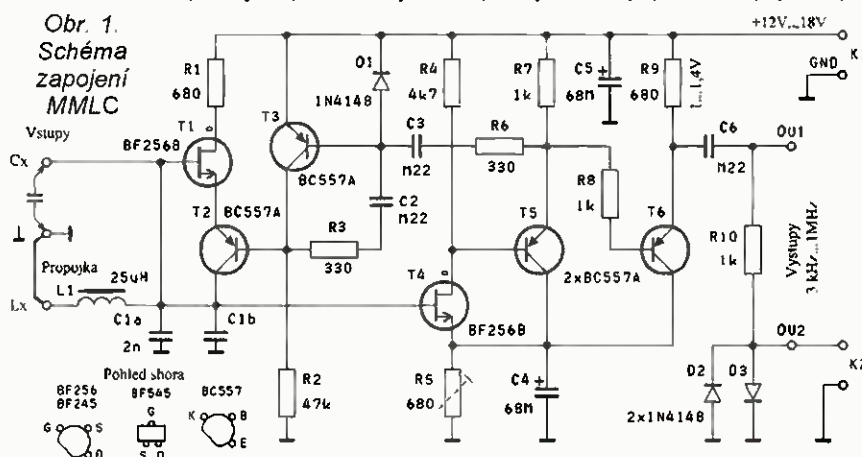 Obr. 1.
Schéma
zapojení
MMLC
Vstupy
Cx
Propojka
Lx
L1
25uH
C1a
2n
C1b
R1
680
T1
BF256B
T2
BC557A
T3
BC557A
D1
1N4148
C3
M22
C2
M22
R3
330
R2
47k
R4
4k7
R6
330
T4
BF256B
R5
680
C4
+
68M
R7
1k
T5
2xBC557A
R8
1k
C5
+
68M
T6
R9
680
1...1,4V
C6
M22
R10
1k
D2
D3
2x1N4148
+12V...18V
K
GND
OU1
Vystupy
3 kHz...1MHz
OU2
K2
Pohled shora
BF256
BF245
G
S
D
BF545
G
S
D
BC557
K
B
E